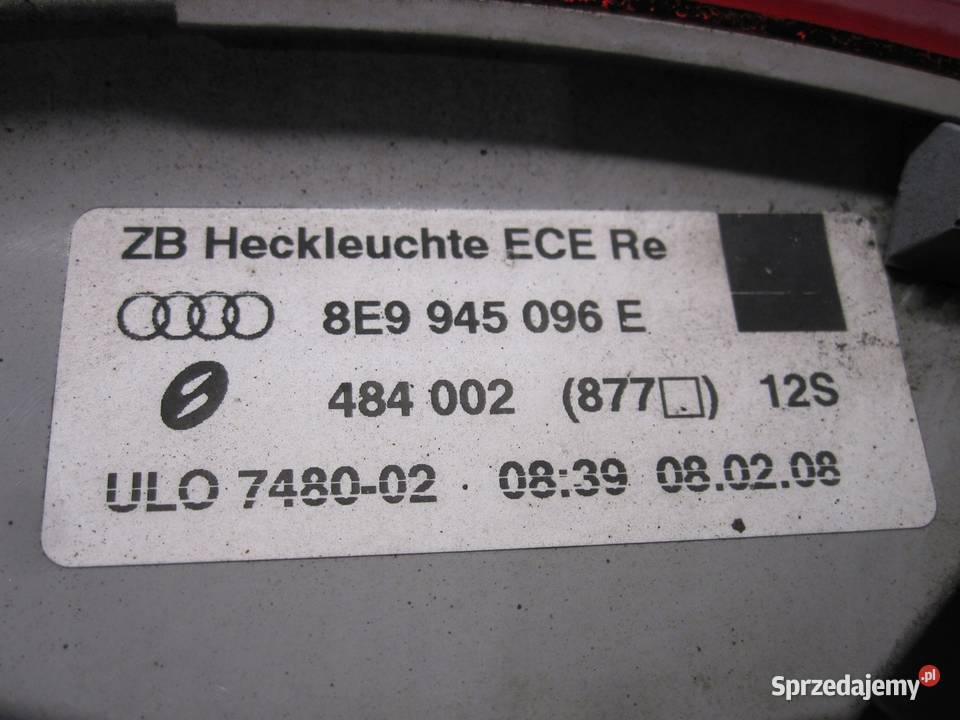 ZB Heckleuchte ECE Re
8E9 945 096 E
484 002 (877□) 12S
ULO 7480-02 · 08:39 08.02.08
Sprzedajemy.pl